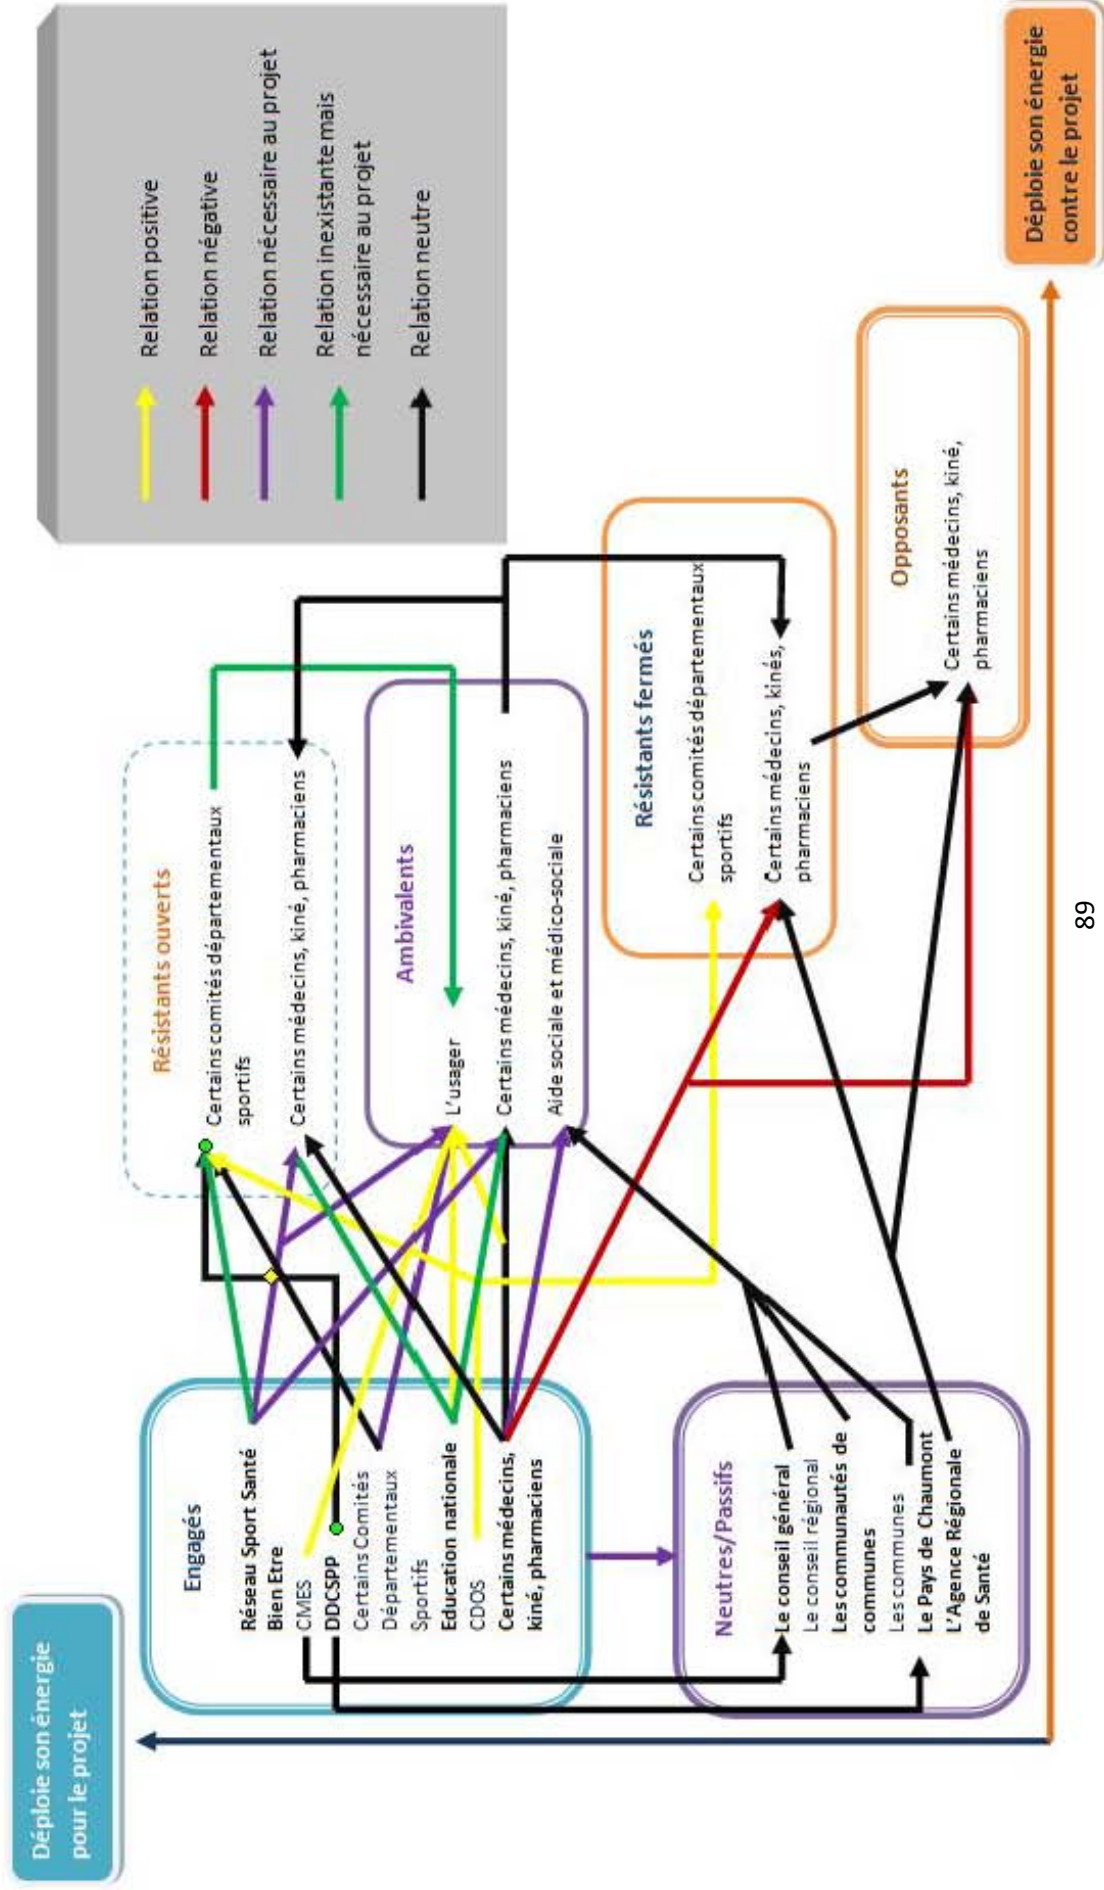 Déploie son énergie
pour le projet
Engagés
Réseau Sport Santé
Bien Etre
CMES
DDCSPP
Certains Comités
Départementaux
Sportifs
Education nationale
CDOS
Certains médecins,
kiné, pharmaciens
Neutres/Passifs
Le conseil général
Le conseil régional
Les communautés de
communes
Les communes
Le Pays de Chaumont
L'Agence Régionale
de Santé
Résistants ouverts
Certains comités départementaux
sportifs
Certains médecins, kiné, pharmaciens
Ambivalents
L'usager
Certains médecins, kiné, pharmaciens
Aide sociale et médico-sociale
Résistants fermés
Certains comités départementaux
sportifs
Certains médecins, kinés,
pharmaciens
Opposants
Certains médecins, kiné,
pharmaciens
Relation positive
Relation négative
Relation nécessaire au projet
Relation inexistante mais
nécessaire au projet
Relation neutre
Déploie son énergie
contre le projet
89